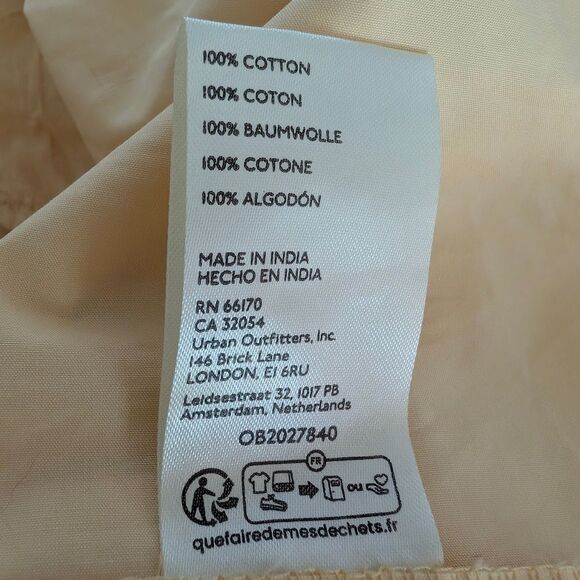 100% COTTON
100% COTON
100% BAUMWOLLE
100% COTONE
100% ALGODÓN
MADE IN INDIA
HECHO EN INDIA
RN 66170
CA 32054
Urban Outfitters, Inc.
146 Brick Lane
LONDON, E1 6RU
Leidsestraat 32, 1017 PB
Amsterdam, Netherlands
OB2027840
FR
ou
quefairedemesdechets.fr